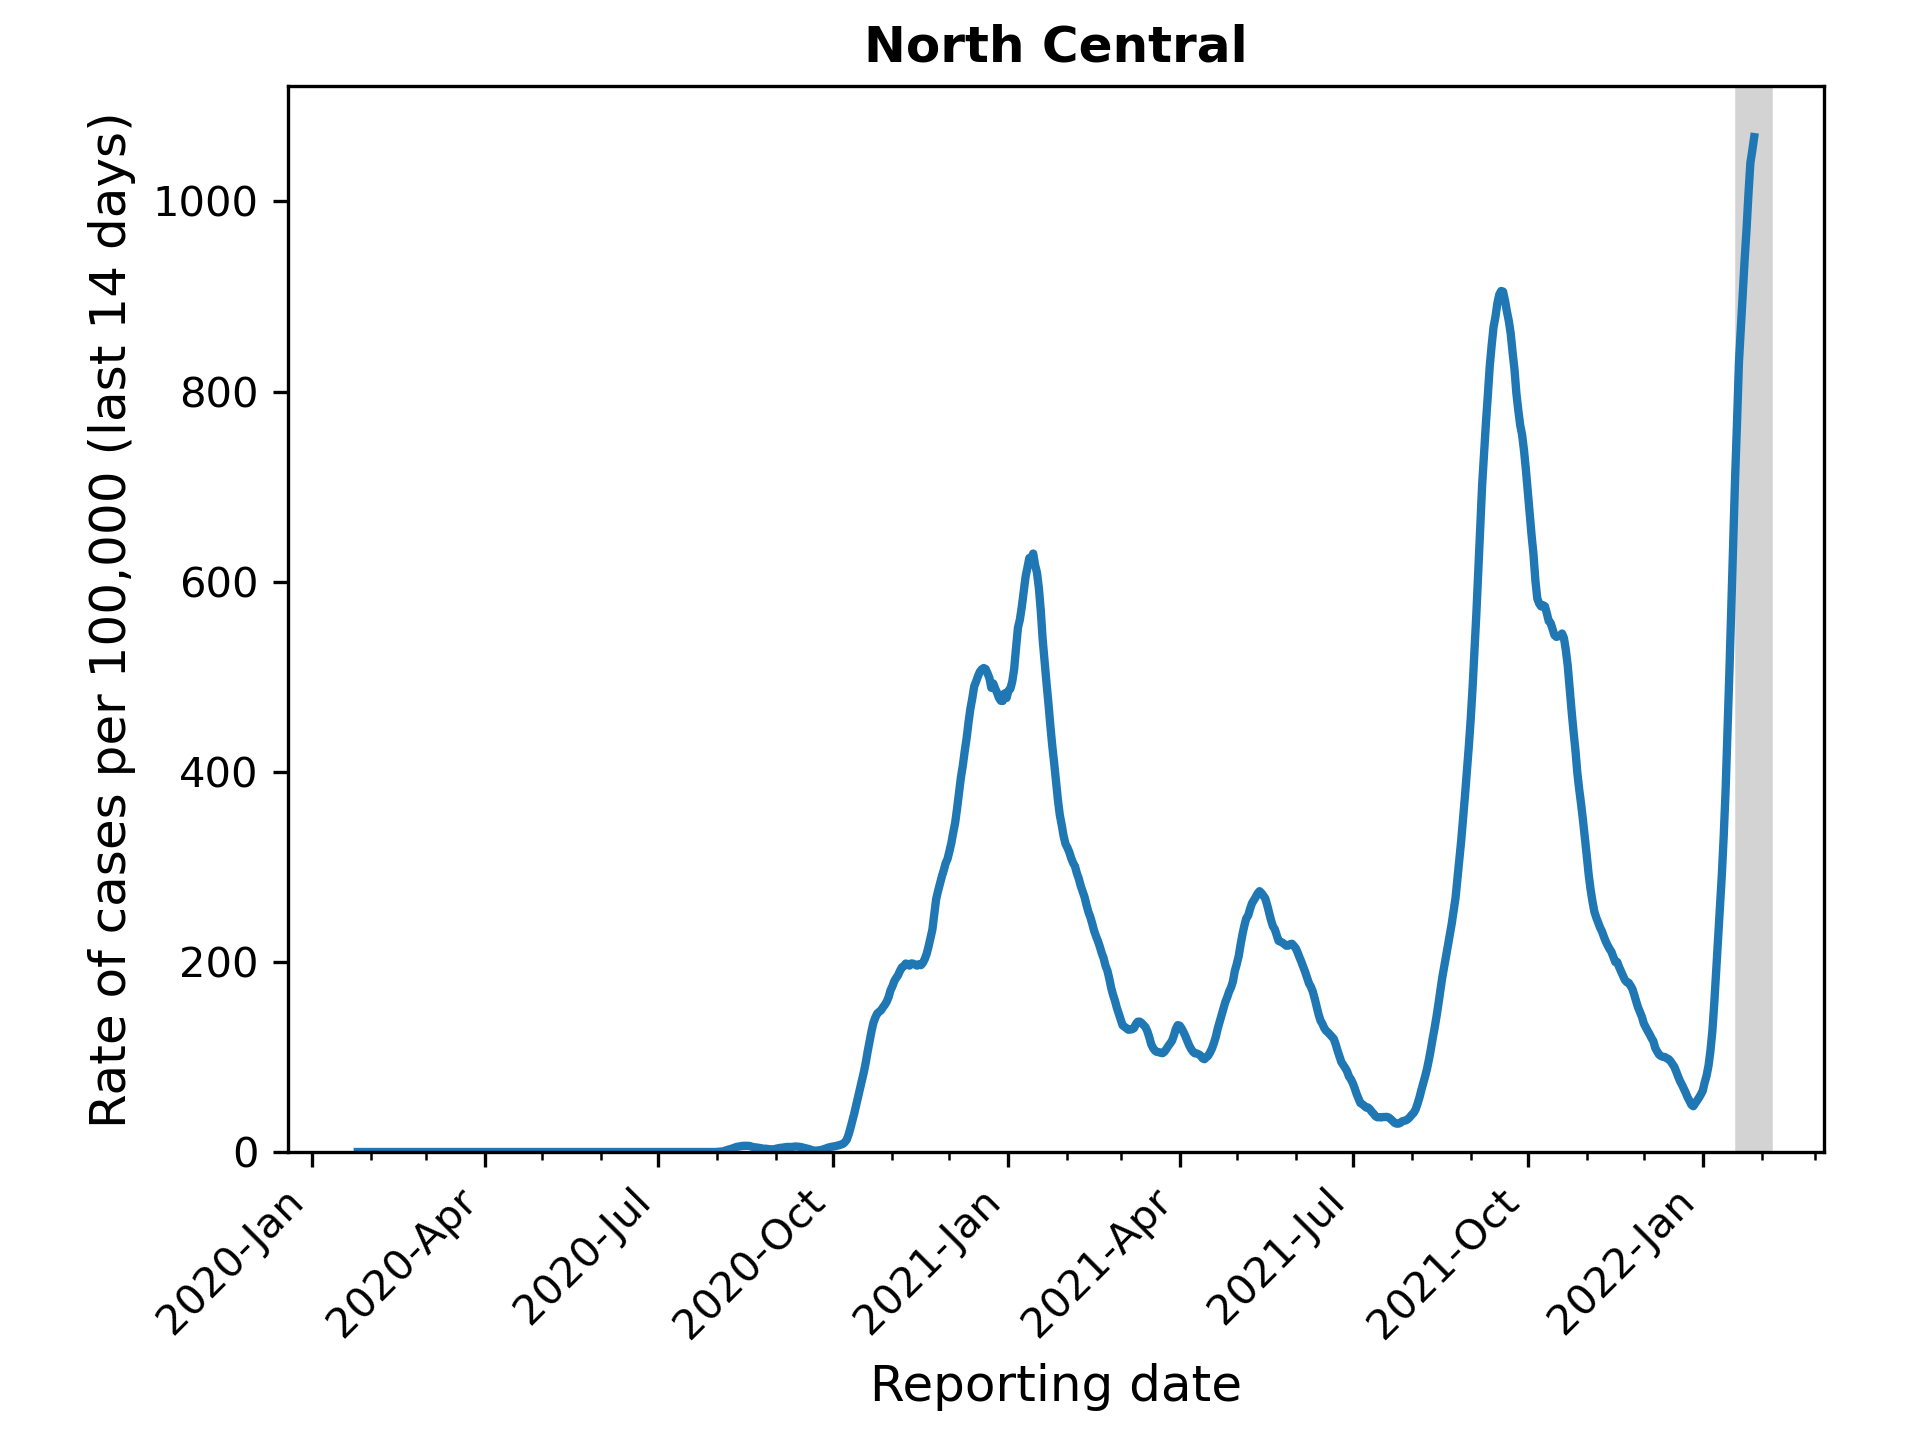 North Central
Rate of cases per 100,000 (last 14 days)
1000
800
600
400
200
0
2020-Jan
2020-Apr
2020-Jul
2020-Oct
2021-Jan
2021-Apr
2021-Jul
2021-Oct
2022-Jan
Reporting date